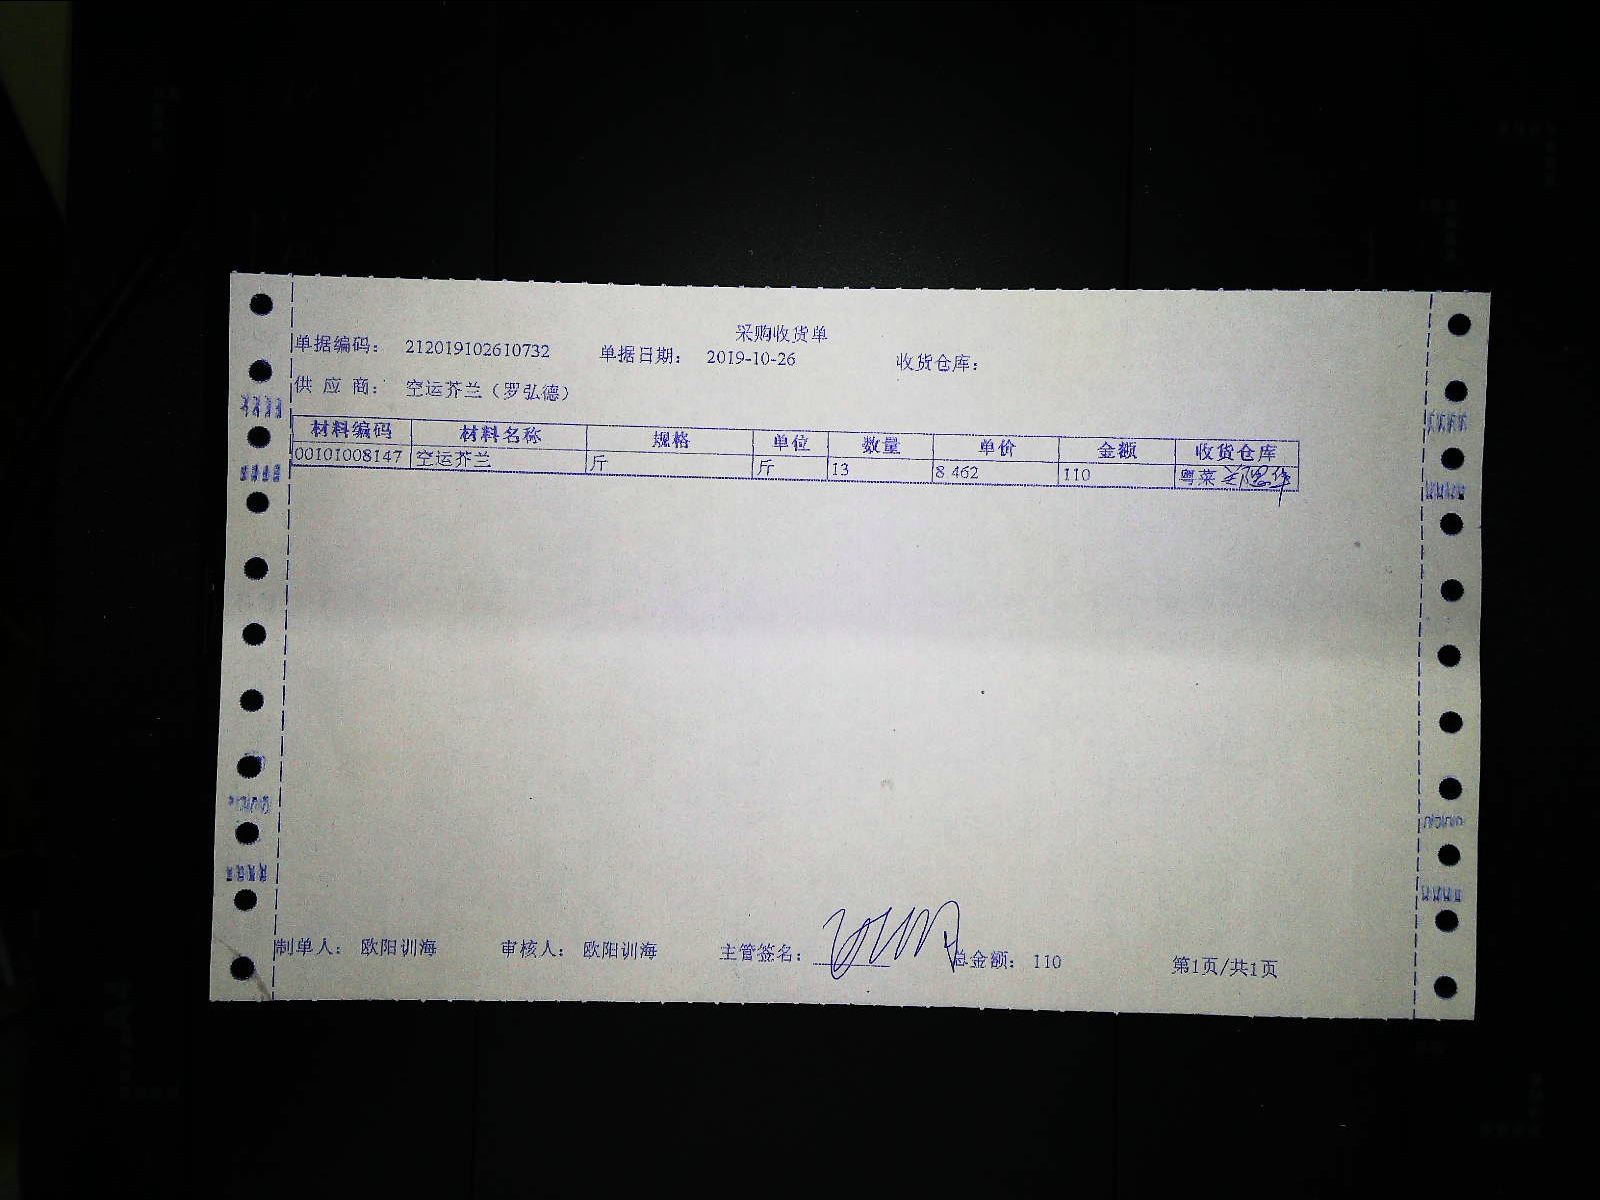 采购收货单
单据编码： 212019102610732 单据日期： 2019-10-26 收货仓库：
供 应 商： 空运芥兰（罗弘德）
材料编码 材料名称 规格 单位 数量 单价 金额 收货仓库
00101008147 空运芥兰 斤 斤 13 8 462 110 粤菜
制单人： 欧阳训海 审核人： 欧阳训海 主管签名： 总金额： 110 第1页/共1页